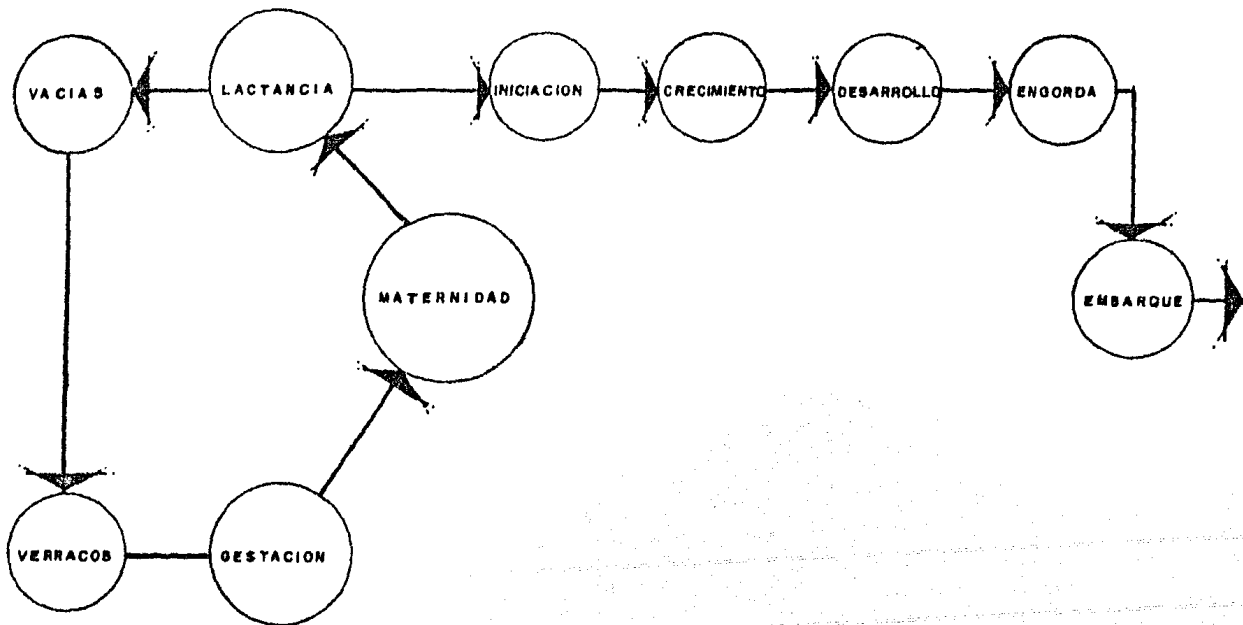 VACIAS
LACTANCIA
INICIACION
CRECIMIENTO
DESARROLLO
ENGORDA
MATERNIDAD
EMBARQUE
VERRACOS
GESTACION